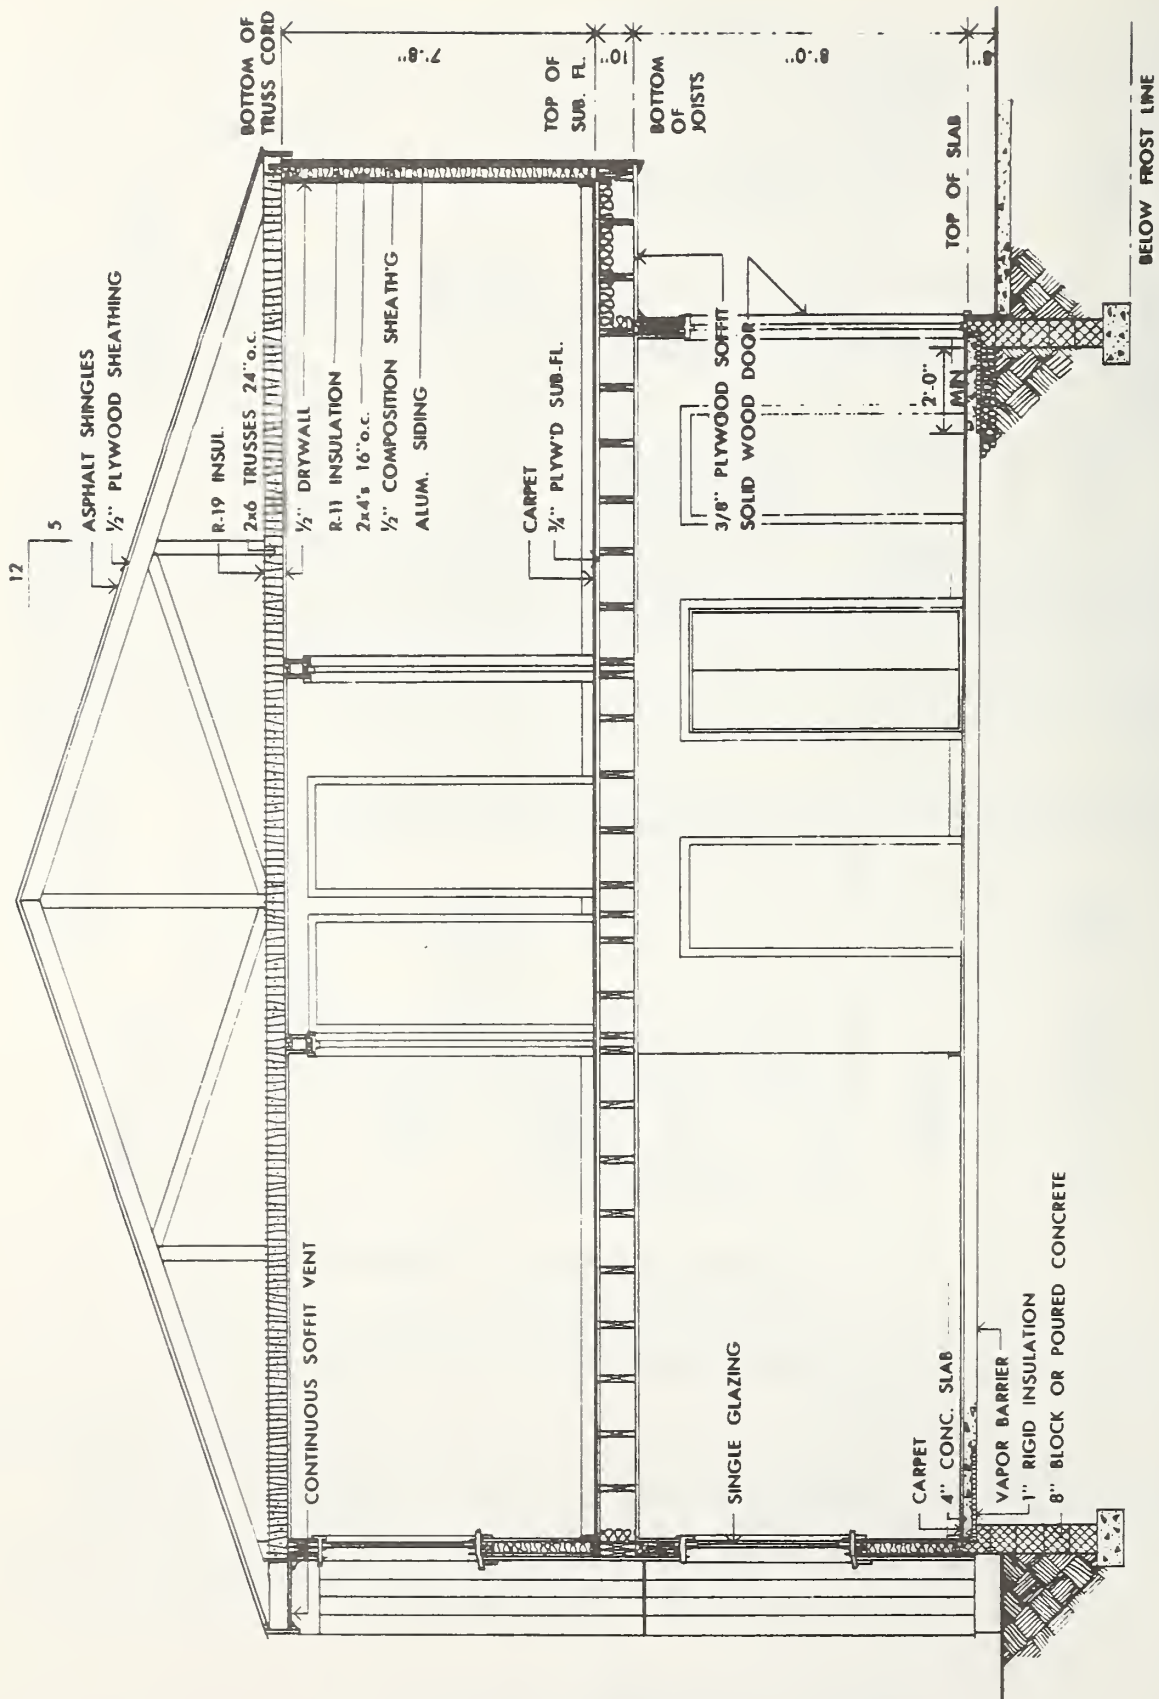 12
5
ASPHALT SHINGLES
½" PLYWOOD SHEATHING
R-19 INSUL.
2x6 TRUSSES 24"o.c.
½" DRYWALL
R-11 INSULATION
2x4's 16"o.c.
½" COMPOSITION SHEATH'G
ALUM. SIDING
CARPET
¾" PLYW'D SUB-FL.
3/8" PLYWOOD SOFFIT
SOLID WOOD DOOR
2'-0"
MIN
BOTTOM OF
TRUSS CORD
7'-8"
TOP OF
SUB. FL.
10"
BOTTOM
OF
JOISTS
8'-0"
TOP OF SLAB
BELOW FROST LINE
CONTINUOUS SOFFIT VENT
SINGLE GLAZING
CARPET
4" CONC. SLAB
VAPOR BARRIER
1" RIGID INSULATION
8" BLOCK OR POURED CONCRETE